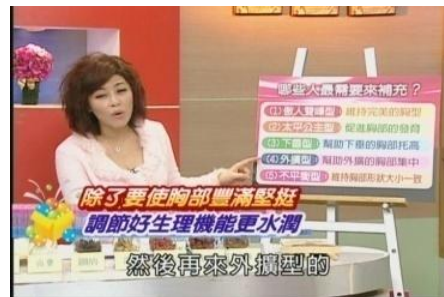 哪些人最需要來補充？
(1)傲人雙峰型 維持完美的胸型
(2)太平公主型 促進胸部的發育
(3)下垂型 幫助下垂的胸部托高
(4)外擴型 幫助外擴的胸部集中
(5)不平衡型 維持胸部形狀大小一致
除了要使胸部豐滿堅挺
調節好生理機能更水潤
然後再來外擴型的